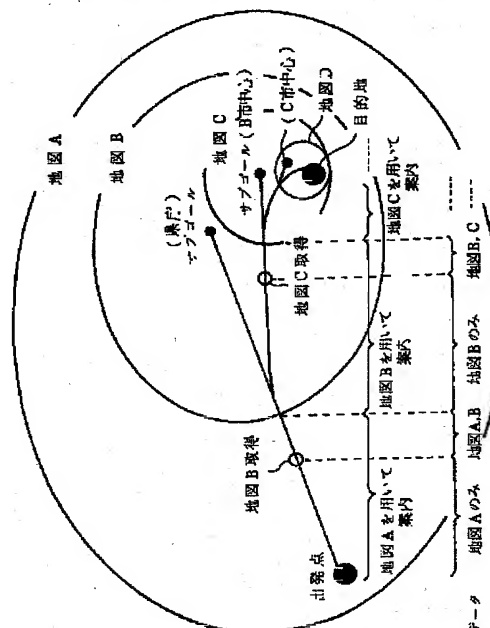 地図A
地図B
(県庁)
サブゴール
地図C
サブゴール(B市中心)
(C市中心)
地図D
目的地
地図C取得
地図B取得
出発点
地図Aを用いて
案内
地図Bを用いて
案内
地図Cを用いて
案内
地図Aのみ
地図A,B
地図Bのみ
地図B,C
データ